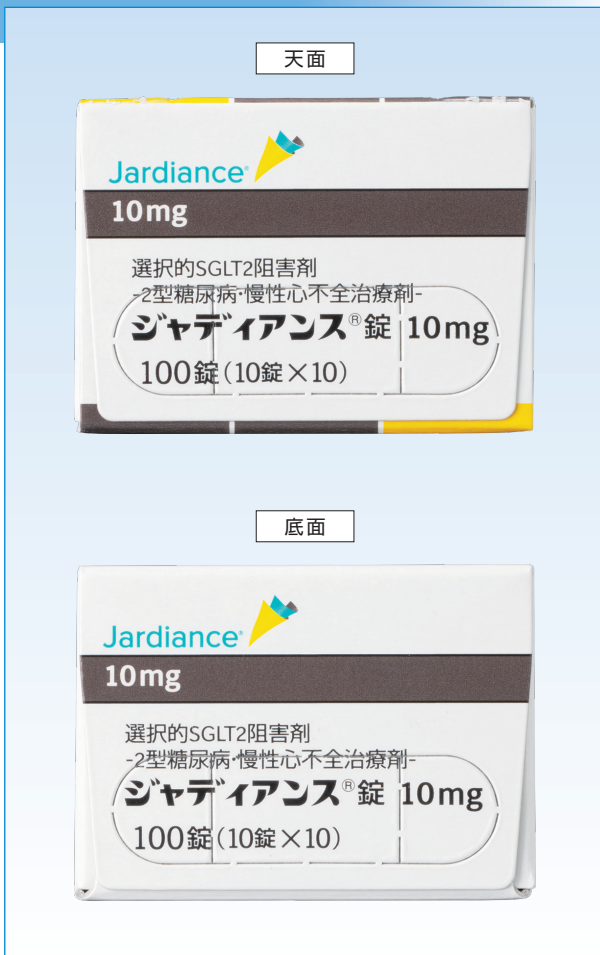 天面
Jardiance®
10mg
選択的SGLT2阻害剤
-2型糖尿病・慢性心不全治療剤-
ジャディアンス®錠 10mg
100錠(10錠×10)
底面
Jardiance®
10mg
選択的SGLT2阻害剤
-2型糖尿病・慢性心不全治療剤-
ジャディアンス®錠 10mg
100錠(10錠×10)